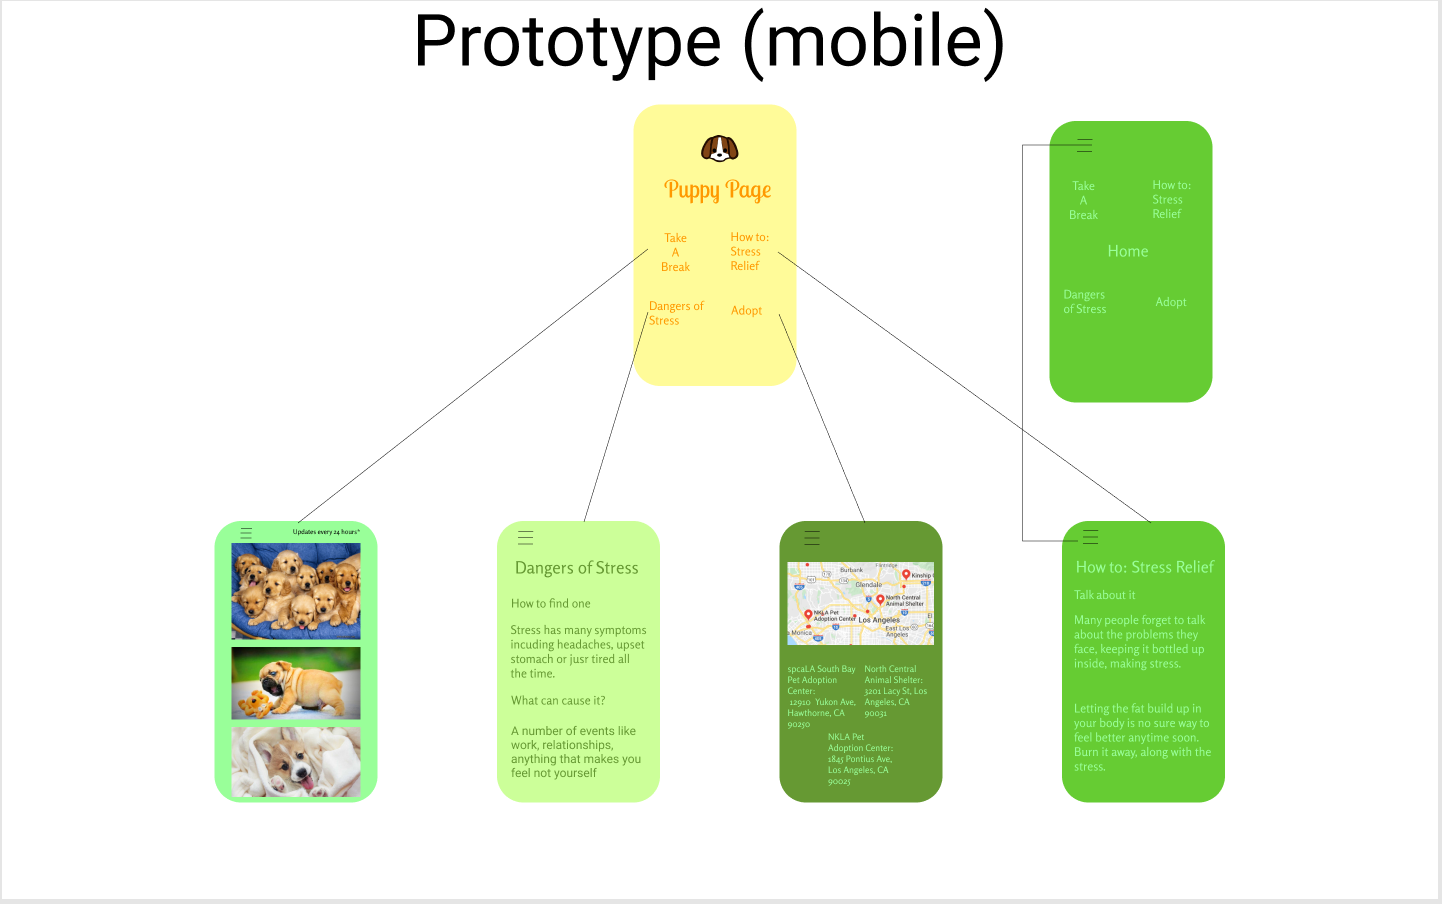 Prototype (mobile)
Puppy Page
Take
A
Break
How to:
Stress
Relief
Dangers of
Stress
Adopt
Take
A
Break
How to:
Stress
Relief
Home
Dangers
of Stress
Adopt
Updates every 24 hours*
Dangers of Stress
How to find one
Stress has many symptoms
incuding headaches, upset
stomach or jusr tired all
the time.
What can cause it?
A number of events like
work, relationships,
anything that makes you
feel not yourself
Burbank
Glendale
Kinship
North Central
Animal Shelter
NKLA Pet
Adoption Center
Los Angeles
a Monica
East Los
Angeles
spcaLA South Bay
Pet Adoption
Center:
12910 Yukon Ave,
Hawthorne, CA
90250
North Central
Animal Shelter:
3201 Lacy St, Los
Angeles, CA
90031
NKLA Pet
Adoption Center:
1845 Pontius Ave,
Los Angeles, CA
90025
How to: Stress Relief
Talk about it
Many people forget to talk
about the problems they
face, keeping it bottled up
inside, making stress.
Letting the fat build up in
your body is no sure way to
feel better anytime soon.
Burn it away, along with the
stress.